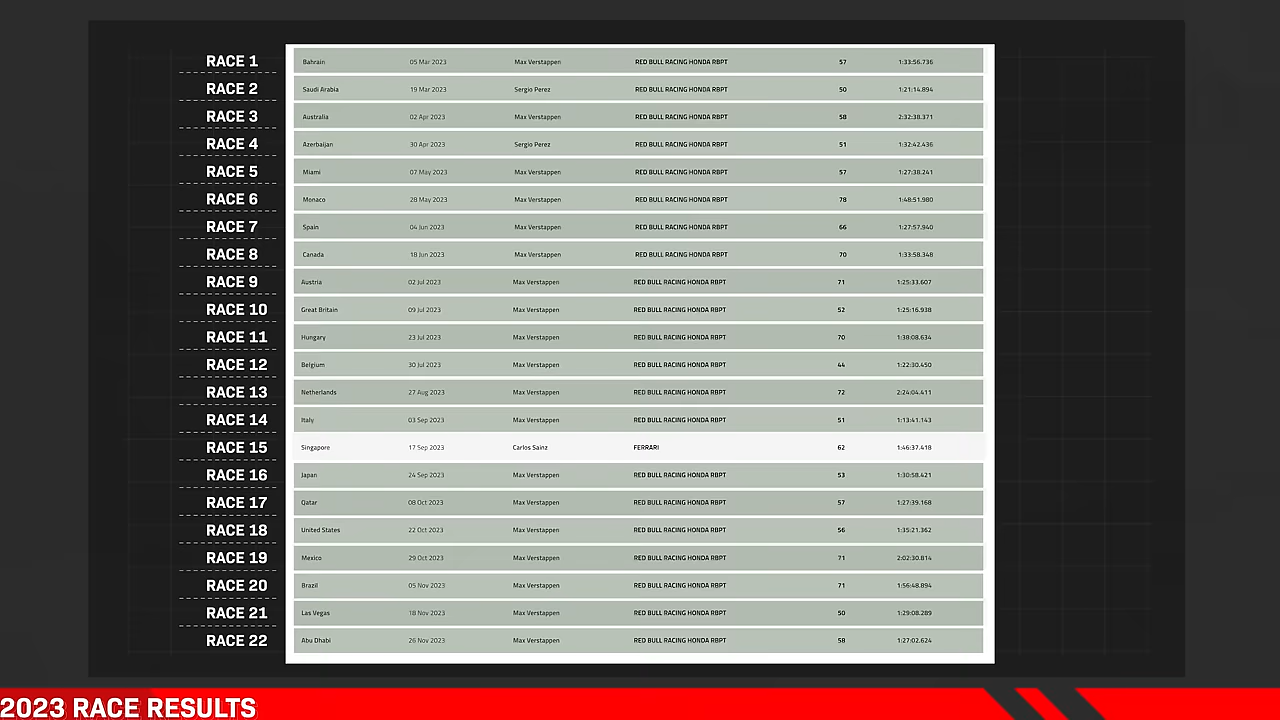 RACE 1 Bahrain 05 Mar 2023 Max Verstappen RED BULL RACING HONDA RBPT 57 1:33:56.736
RACE 2 Saudi Arabia 19 Mar 2023 Sergio Perez RED BULL RACING HONDA RBPT 50 1:21:14.894
RACE 3 Australia 02 Apr 2023 Max Verstappen RED BULL RACING HONDA RBPT 58 2:32:38.371
RACE 4 Azerbaijan 30 Apr 2023 Sergio Perez RED BULL RACING HONDA RBPT 51 1:32:42.436
RACE 5 Miami 07 May 2023 Max Verstappen RED BULL RACING HONDA RBPT 57 1:27:38.241
RACE 6 Monaco 28 May 2023 Max Verstappen RED BULL RACING HONDA RBPT 78 1:48:51.980
RACE 7 Spain 04 Jun 2023 Max Verstappen RED BULL RACING HONDA RBPT 66 1:27:57.940
RACE 8 Canada 18 Jun 2023 Max Verstappen RED BULL RACING HONDA RBPT 70 1:33:58.348
RACE 9 Austria 02 Jul 2023 Max Verstappen RED BULL RACING HONDA RBPT 71 1:25:33.607
RACE 10 Great Britain 09 Jul 2023 Max Verstappen RED BULL RACING HONDA RBPT 52 1:25:16.938
RACE 11 Hungary 23 Jul 2023 Max Verstappen RED BULL RACING HONDA RBPT 70 1:38:08.634
RACE 12 Belgium 30 Jul 2023 Max Verstappen RED BULL RACING HONDA RBPT 44 1:22:30.450
RACE 13 Netherlands 27 Aug 2023 Max Verstappen RED BULL RACING HONDA RBPT 72 2:24:04.411
RACE 14 Italy 03 Sep 2023 Max Verstappen RED BULL RACING HONDA RBPT 51 1:13:41.143
RACE 15 Singapore 17 Sep 2023 Carlos Sainz FERRARI 62 1:46:37.418
RACE 16 Japan 24 Sep 2023 Max Verstappen RED BULL RACING HONDA RBPT 53 1:30:58.421
RACE 17 Qatar 08 Oct 2023 Max Verstappen RED BULL RACING HONDA RBPT 57 1:27:39.168
RACE 18 United States 22 Oct 2023 Max Verstappen RED BULL RACING HONDA RBPT 56 1:35:21.362
RACE 19 Mexico 29 Oct 2023 Max Verstappen RED BULL RACING HONDA RBPT 71 2:02:30.814
RACE 20 Brazil 05 Nov 2023 Max Verstappen RED BULL RACING HONDA RBPT 71 1:56:48.894
RACE 21 Las Vegas 18 Nov 2023 Max Verstappen RED BULL RACING HONDA RBPT 50 1:29:08.289
RACE 22 Abu Dhabi 26 Nov 2023 Max Verstappen RED BULL RACING HONDA RBPT 58 1:27:02.624
2023 RACE RESULTS